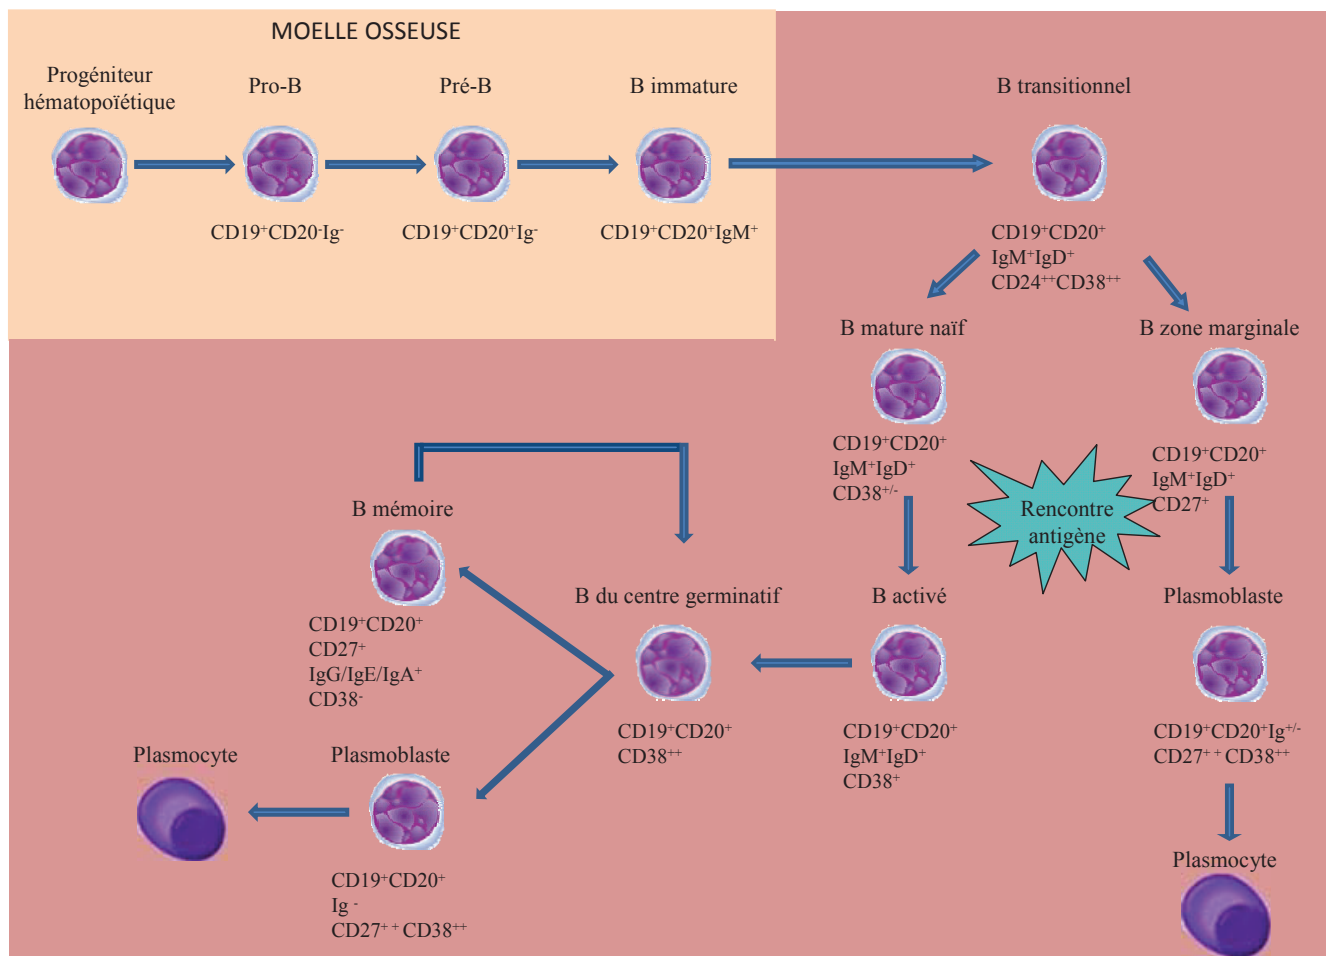 MOELLE OSSEUSE
Progéniteur
hématopoïétique
Pro-B
Pré-B
B immature
B transitionnel
CD19⁺CD20⁻Ig⁻
CD19⁺CD20⁺Ig⁻
CD19⁺CD20⁺IgM⁺
CD19⁺CD20⁺
IgM⁺IgD⁺
CD24⁺⁺CD38⁺⁺
B mature naïf
B zone marginale
CD19⁺CD20⁺
IgM⁺IgD⁺
CD38⁺/⁻
CD19⁺CD20⁺
IgM⁺IgD⁺
CD27⁺
Rencontre
antigène
B mémoire
CD19⁺CD20⁺
CD27⁺
IgG/IgE/IgA⁺
CD38⁻
B du centre germinatif
CD19⁺CD20⁺
CD38⁺⁺
B activé
CD19⁺CD20⁺
IgM⁺IgD⁺
CD38⁺
Plasmoblaste
CD19⁺CD20⁺Ig⁺/⁻
CD27⁺⁺CD38⁺⁺
Plasmocyte
Plasmoblaste
CD19⁺CD20⁺
Ig ⁻
CD27⁺⁺CD38⁺⁺
Plasmocyte